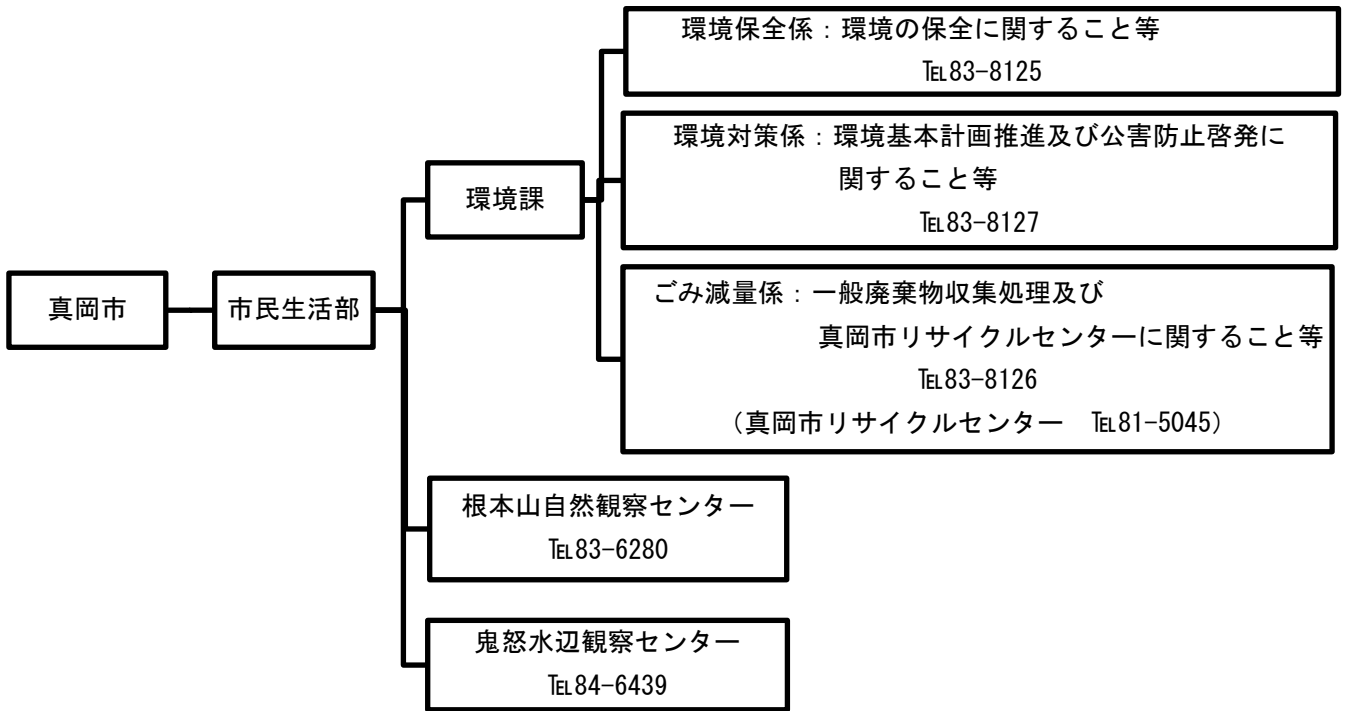 真岡市
市民生活部
環境課
環境保全係：環境の保全に関すること等
℡83-8125
環境対策係：環境基本計画推進及び公害防止啓発に
関すること等
℡83-8127
ごみ減量係：一般廃棄物収集処理及び
真岡市リサイクルセンターに関すること等
℡83-8126
（真岡市リサイクルセンター　℡81-5045）
根本山自然観察センター
℡83-6280
鬼怒水辺観察センター
℡84-6439